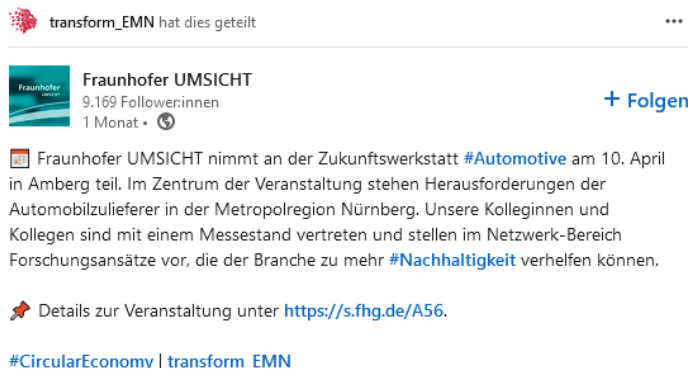 transform_EMN hat dies geteilt
Fraunhofer
UMSICHT
Fraunhofer UMSICHT
9.169 Follower:innen
1 Monat •
+ Folgen
Fraunhofer UMSICHT nimmt an der Zukunftswerkstatt #Automotive am 10. April
in Amberg teil. Im Zentrum der Veranstaltung stehen Herausforderungen der
Automobilzulieferer in der Metropolregion Nürnberg. Unsere Kolleginnen und
Kollegen sind mit einem Messestand vertreten und stellen im Netzwerk-Bereich
Forschungsansätze vor, die der Branche zu mehr #Nachhaltigkeit verhelfen können.
Details zur Veranstaltung unter https://s.fhg.de/A56.
#CircularEconomy | transform_EMN